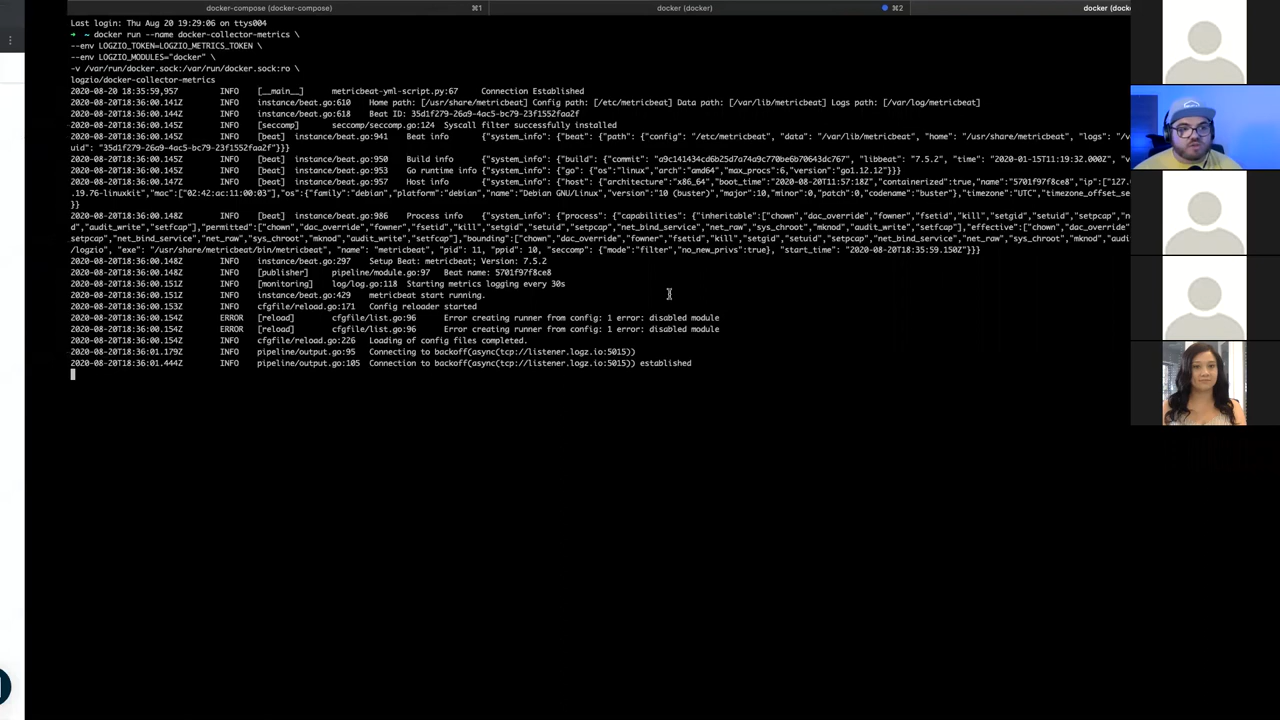 docker-compose (docker-compose) ⌘1 docker (docker) ⌘2 docker (doc
Last login: Thu Aug 20 19:29:06 on ttys004
➜ ~ docker run --name docker-collector-metrics \
--env LOGZIO_TOKEN=LOGZIO_METRICS_TOKEN \
--env LOGZIO_MODULES="docker" \
-v /var/run/docker.sock:/var/run/docker.sock:ro \
logzio/docker-collector-metrics
2020-08-20 18:35:59,957 INFO [__main__] metricbeat-yml-script.py:67 Connection Established
2020-08-20T18:36:00.141Z INFO instance/beat.go:610 Home path: [/usr/share/metricbeat] Config path: [/etc/metricbeat] Data path: [/var/lib/metricbeat] Logs path: [/var/log/metricbeat]
2020-08-20T18:36:00.144Z INFO instance/beat.go:618 Beat ID: 35d1f279-26a9-4ac5-bc79-23f152faa2f
2020-08-20T18:36:00.145Z INFO [seccomp] seccomp/seccomp.go:124 Syscall filter successfully installed
2020-08-20T18:36:00.145Z INFO [beat] instance/beat.go:941 Beat info {"system_info": {"beat": {"path": {"config": "/etc/metricbeat", "data": "/var/lib/metricbeat", "home": "/usr/share/metricbeat", "logs": "/v
uid": "35d1f279-26a9-4ac5-bc79-23f152faa2f"}}}
2020-08-20T18:36:00.145Z INFO [beat] instance/beat.go:950 Build info {"system_info": {"build": {"commit": "a9c141434cd6b25d7a74a9c770be6b70643dc767", "libbeat": "7.5.2", "time": "2020-01-15T11:19:32.000Z", "v
2020-08-20T18:36:00.145Z INFO [beat] instance/beat.go:953 Go runtime info {"system_info": {"go": {"os":"linux","arch":"amd64","max_procs":6,"version":"go1.12.12"}}}
2020-08-20T18:36:00.147Z INFO [beat] instance/beat.go:957 Host info {"system_info": {"host": {"architecture":"x86_64","boot_time":"2020-08-20T11:57:18Z","containerized":true,"name":"5701f97f8ce8","ip":["127.
.19.76-linuxkit","mac":["02:42:ac:11:00:03"],"os":{"family":"debian","platform":"debian","name":"Debian GNU/Linux","version":"10 (buster)","major":10,"minor":0,"patch":0,"codename":"buster"},"timezone":"UTC","timezone_offset_se
}}
2020-08-20T18:36:00.148Z INFO [beat] instance/beat.go:986 Process info {"system_info": {"process": {"capabilities": {"inheritable":["chown","dac_override","fowner","fsetid","kill","setgid","setuid","setpcap","n
d","audit_write","setfcap"],"permitted":["chown","dac_override","fowner","fsetid","kill","setgid","setuid","setpcap","net_bind_service","net_raw","sys_chroot","mknod","audit_write","setfcap"],"effective":["chown","dac_overrid
setpcap","net_bind_service","net_raw","sys_chroot","mknod","audit_write","setfcap"],"bounding":["chown","dac_override","fowner","fsetid","kill","setgid","setuid","setpcap","net_bind_service","net_raw","sys_chroot","mknod","au
/logzio", "exe": "/usr/share/metricbeat/bin/metricbeat", "name": "metricbeat", "pid": 11, "ppid": 10, "seccomp": {"mode":"filter","no_new_privs":true}, "start_time": "2020-08-20T18:35:59.150Z"}}}
2020-08-20T18:36:00.148Z INFO instance/beat.go:297 Setup Beat: metricbeat; Version: 7.5.2
2020-08-20T18:36:00.148Z INFO [publisher] pipeline/module.go:97 Beat name: 5701f97f8ce8
2020-08-20T18:36:00.151Z INFO [monitoring] log/log.go:118 Starting metrics logging every 30s
2020-08-20T18:36:00.151Z INFO instance/beat.go:429 metricbeat start running.
2020-08-20T18:36:00.153Z INFO cfgfile/reload.go:171 Config reloader started
2020-08-20T18:36:00.154Z ERROR [reload] cfgfile/list.go:96 Error creating runner from config: 1 error: disabled module
2020-08-20T18:36:00.154Z ERROR [reload] cfgfile/list.go:96 Error creating runner from config: 1 error: disabled module
2020-08-20T18:36:00.154Z INFO cfgfile/reload.go:226 Loading of config files completed.
2020-08-20T18:36:01.179Z INFO pipeline/output.go:95 Connecting to backoff(async(tcp://listener.logz.io:5015))
2020-08-20T18:36:01.444Z INFO pipeline/output.go:105 Connection to backoff(async(tcp://listener.logz.io:5015)) established